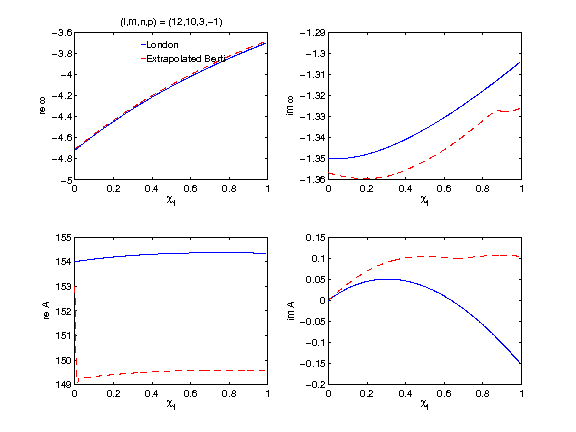 (l,m,n,p) = (12,10,3,−1)
−3.6
−3.8
−4
−4.2
−4.4
−4.6
−4.8
−5
re ω
0 0.2 0.4 0.6 0.8 1
χf
London
Extrapolated Berti
−1.29
−1.3
−1.31
−1.32
−1.33
−1.34
−1.35
−1.36
im ω
0 0.2 0.4 0.6 0.8 1
χf
155
154
153
152
151
150
149
re A
0 0.2 0.4 0.6 0.8 1
χf
0.15
0.1
0.05
0
−0.05
−0.1
−0.15
−0.2
im A
0 0.2 0.4 0.6 0.8 1
χf